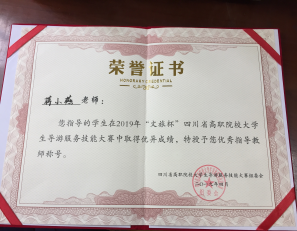 荣誉证书
HONORARY CREDENTIAL
蒋小燕 老师：
您指导的学生在2019年“文旅杯”四川省高职院校大学
生导游服务技能大赛中取得优异成绩，特授予您优秀指导教
师称号。
四川省高职院校大学生导游服务技能大赛组委会